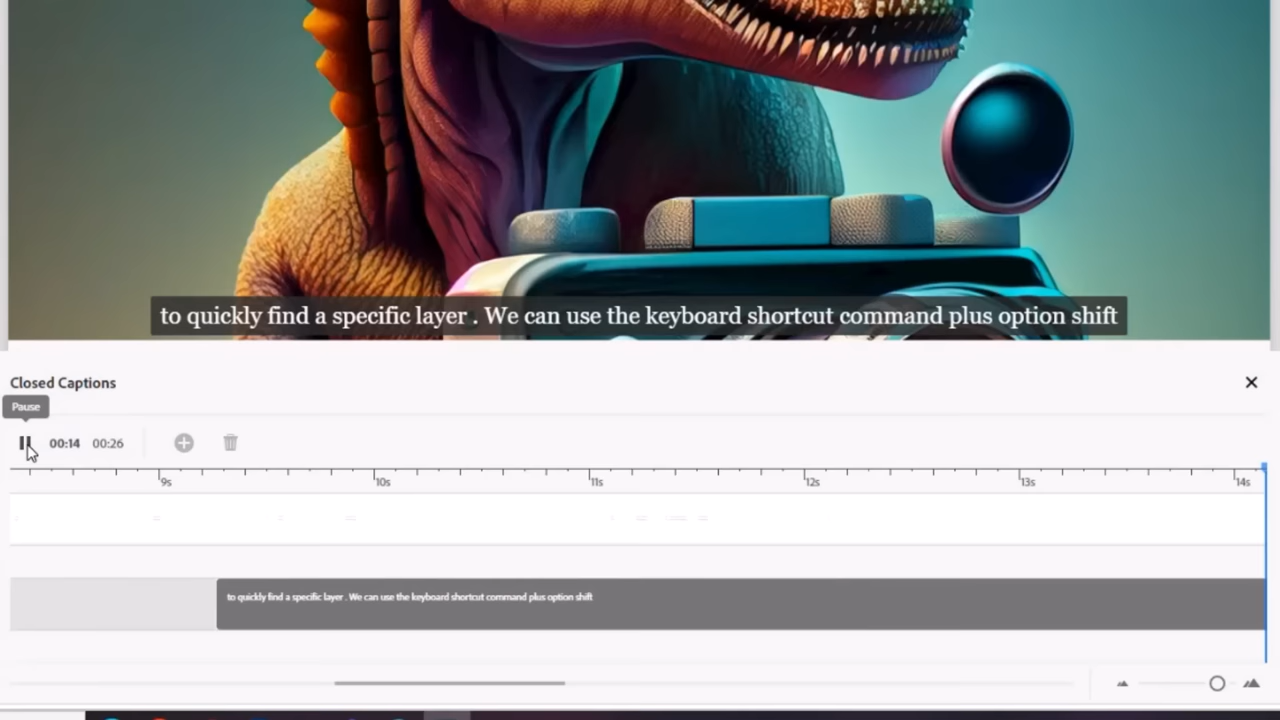 to quickly find a specific layer . We can use the keyboard shortcut command plus option shift
Closed Captions
Pause
00:14 00:26
9s 10s 11s 12s 13s 14s
to quickly find a specific layer . We can use the keyboard shortcut command plus option shift